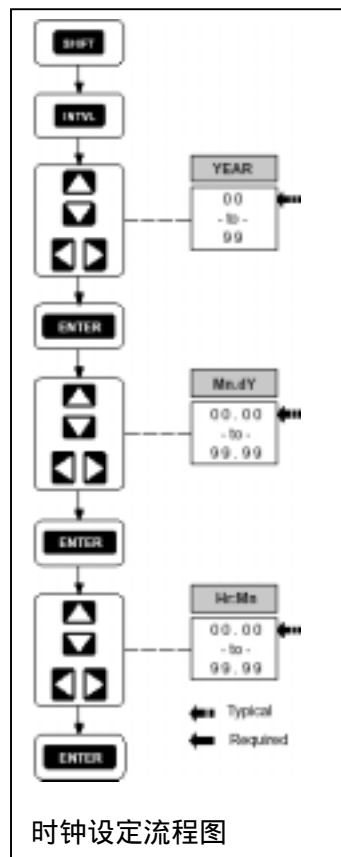 SHIFT
INTVL
YEAR
00
- to -
99
ENTER
Mn.dY
00.00
- to -
99.99
ENTER
Hr:Mn
00.00
- to -
99.99
Typical
Required
ENTER
时钟设定流程图